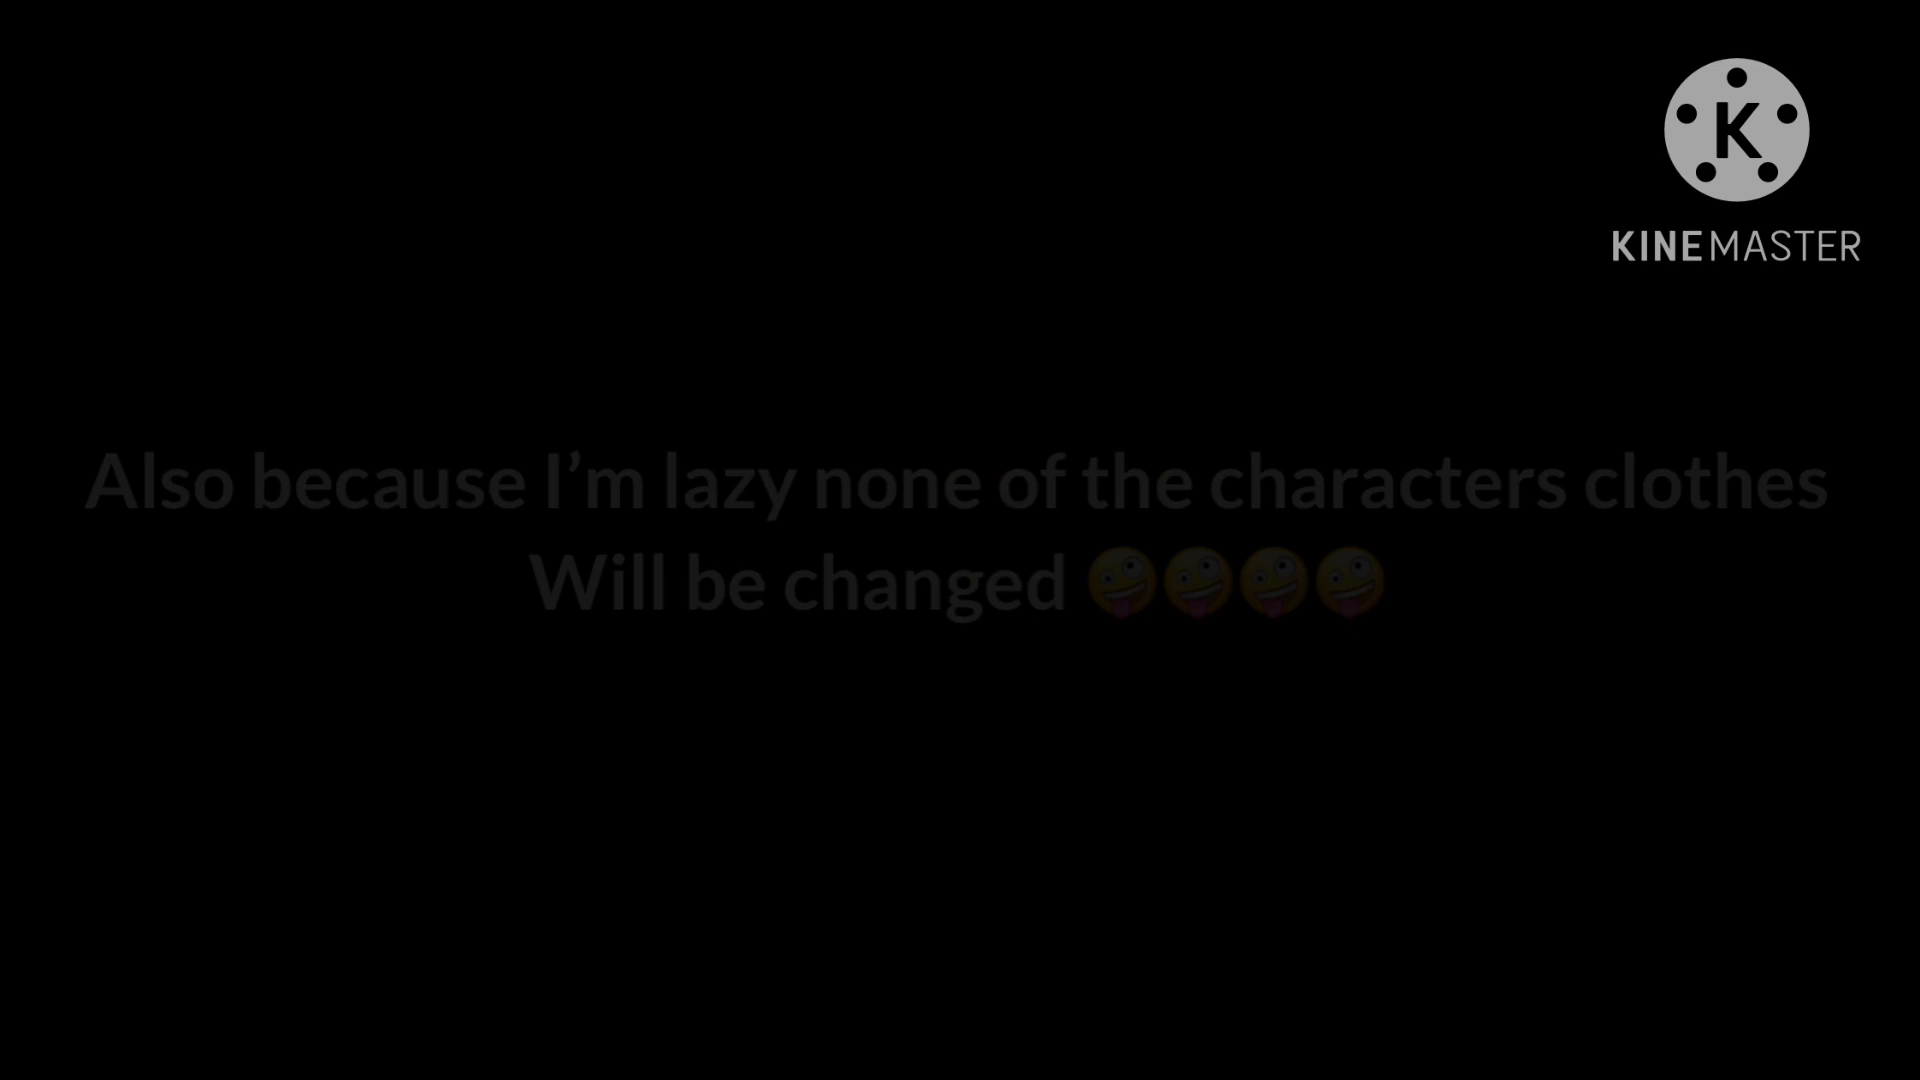 K
KINEMASTER
Also because I’m lazy none of the characters clothes
Will be changed 🤪🤪🤪🤪